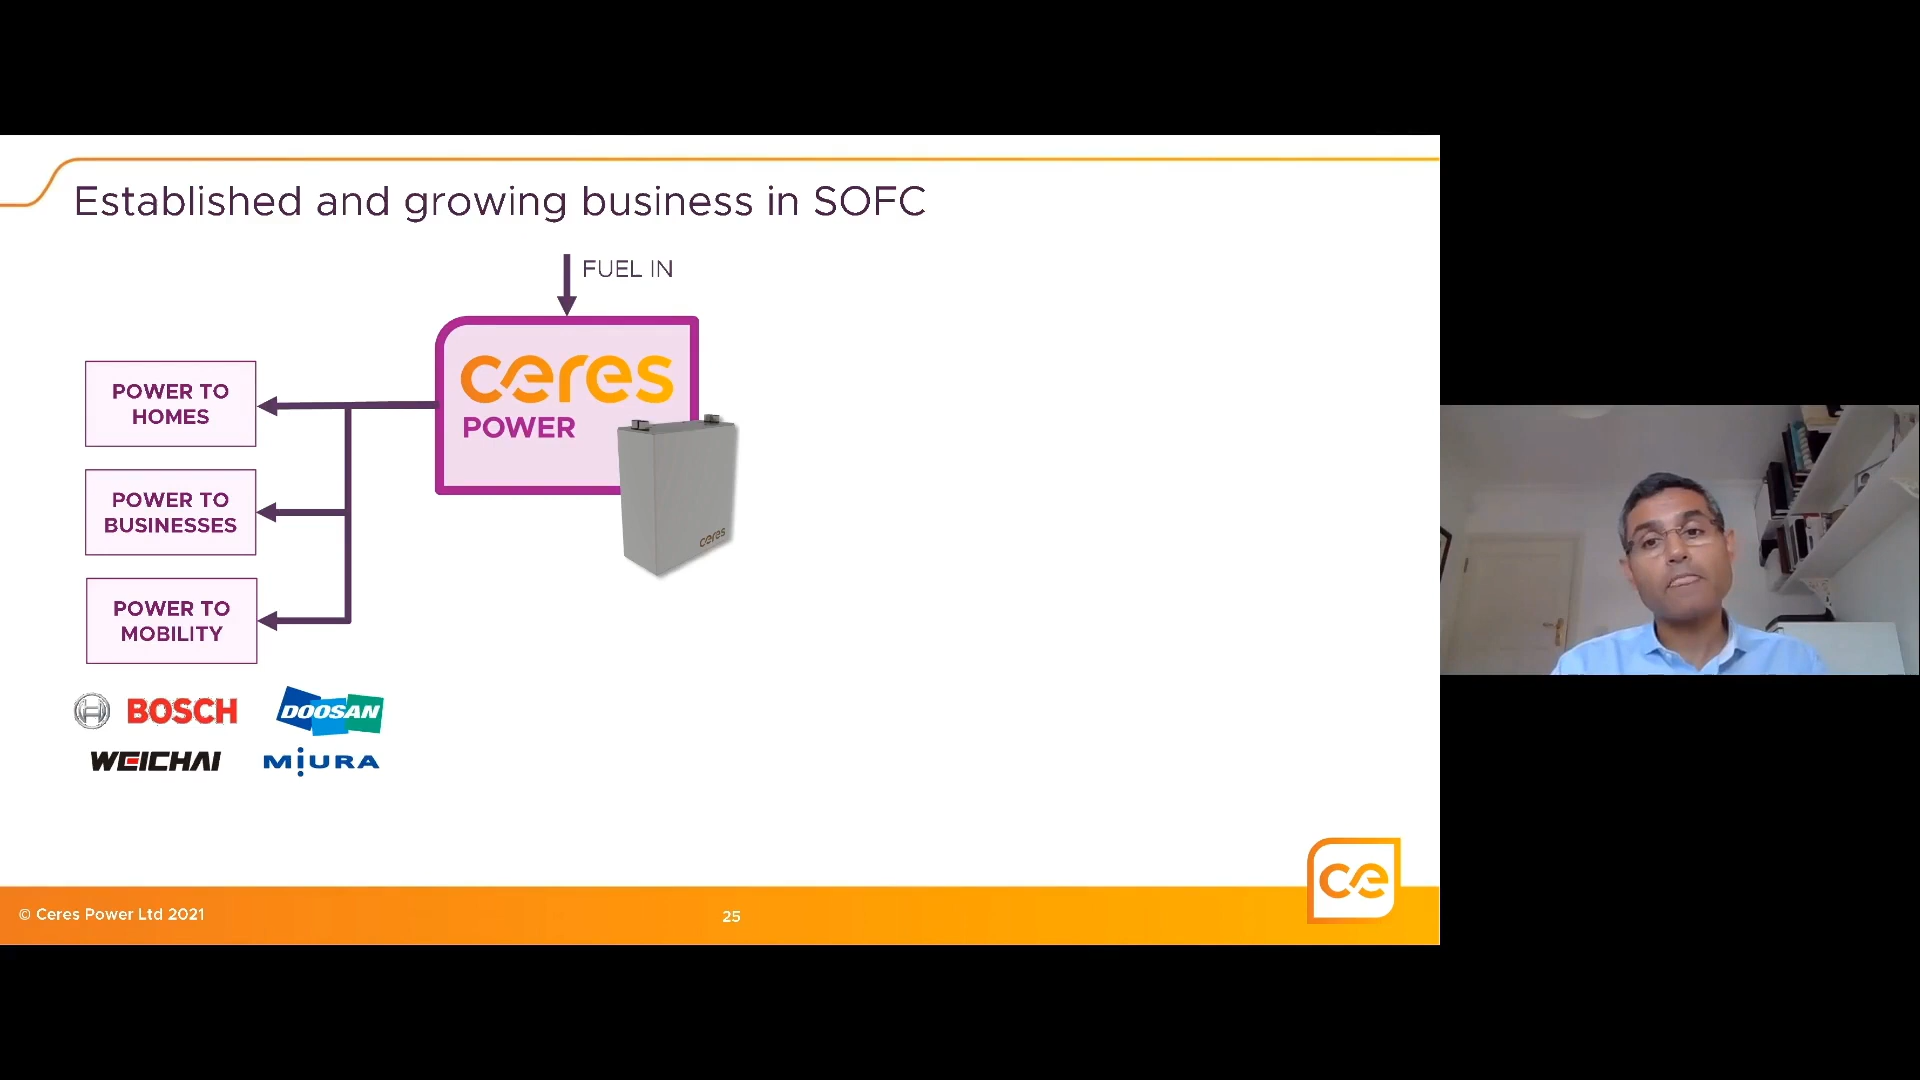 Established and growing business in SOFC
FUEL IN
ceres
POWER
ceres
POWER TO
HOMES
POWER TO
BUSINESSES
POWER TO
MOBILITY
BOSCH
DOOSAN
WEICHAI
MiURA
ce
© Ceres Power Ltd 2021
25